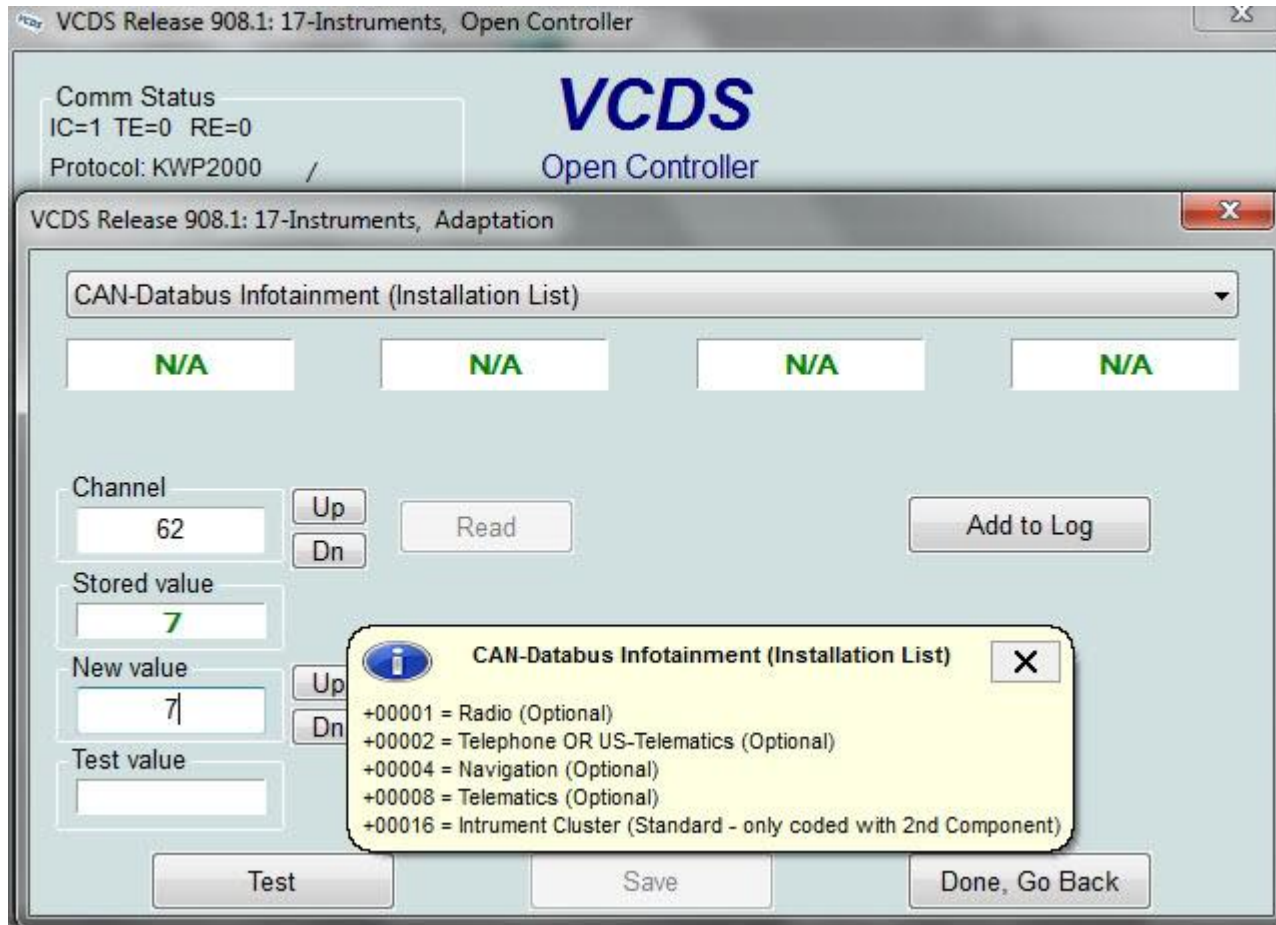 VCDS Release 908.1: 17-Instruments, Open Controller
Comm Status
IC=1 TE=0 RE=0
Protocol: KWP2000 /
VCDS
Open Controller
VCDS Release 908.1: 17-Instruments, Adaptation
CAN-Databus Infotainment (Installation List)
N/A N/A N/A N/A
Channel
62
Up
Dn
Read
Add to Log
Stored value
7
New value
7
Up
Dn
Test value
CAN-Databus Infotainment (Installation List)
+00001 = Radio (Optional)
+00002 = Telephone OR US-Telematics (Optional)
+00004 = Navigation (Optional)
+00008 = Telematics (Optional)
+00016 = Intrument Cluster (Standard - only coded with 2nd Component)
Test
Save
Done, Go Back